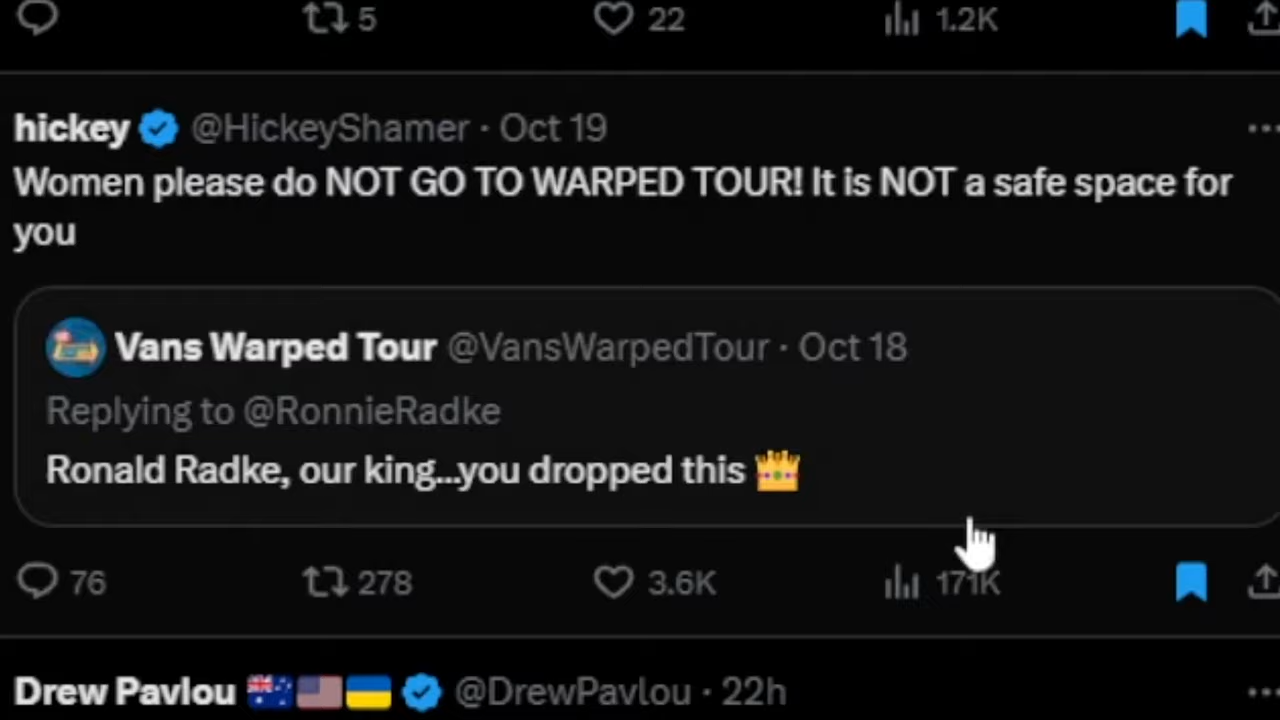 5 22 1.2K
hickey @HickeyShamer · Oct 19
Women please do NOT GO TO WARPED TOUR! It is NOT a safe space for
you
Vans Warped Tour @VansWarpedTour · Oct 18
Replying to @RonnieRadke
Ronald Radke, our king...you dropped this 👑
76 278 3.6K 171K
Drew Pavlou 🇦🇺🇺🇸🇺🇦 @DrewPavlou · 22h